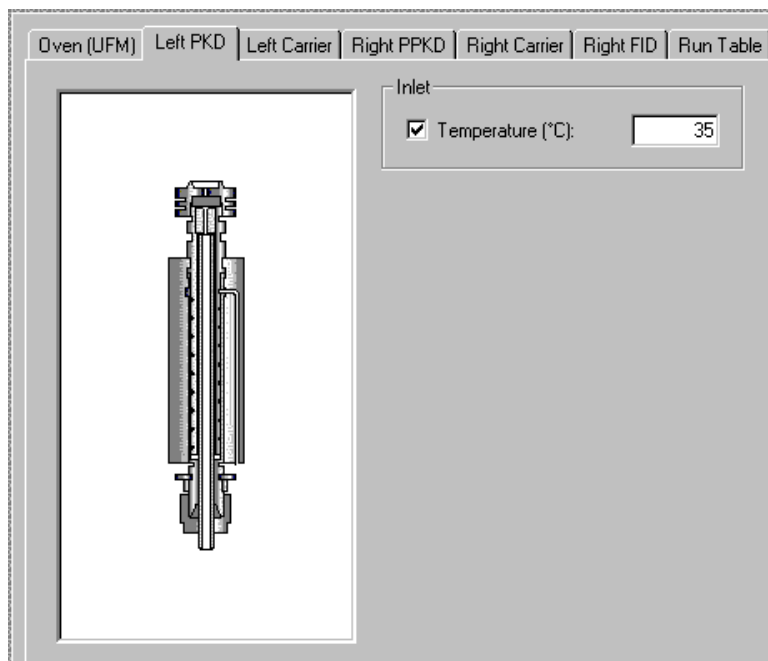 Oven (UFM) Left PKD Left Carrier Right PPKD Right Carrier Right FID Run Table
Inlet
Temperature (°C): 35